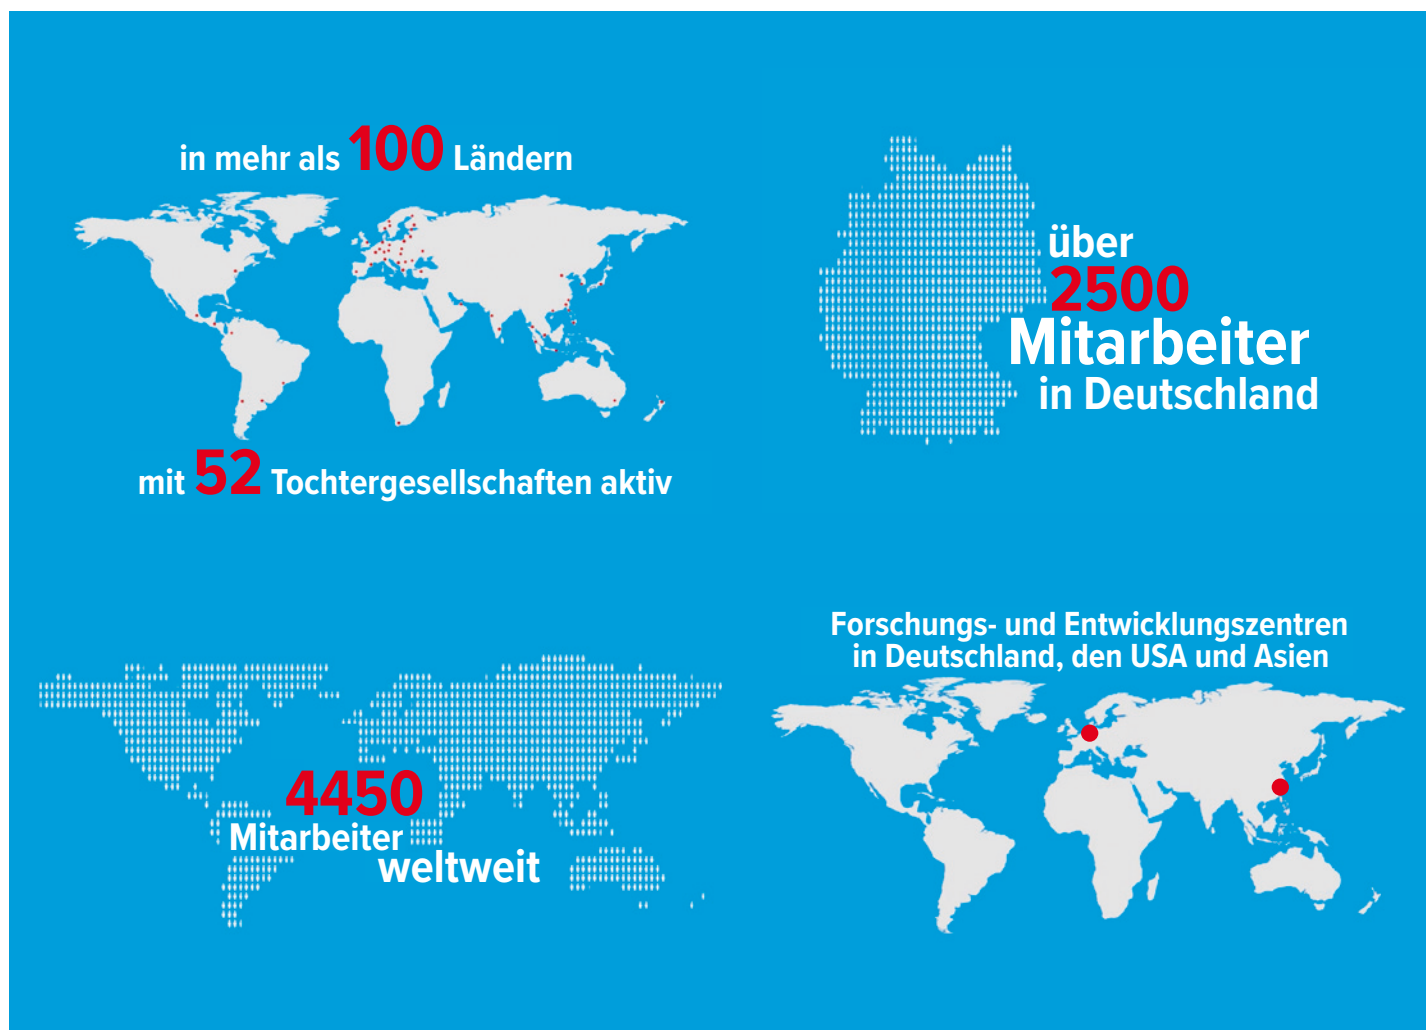 in mehr als 100 Ländern
mit 52 Tochtergesellschaften aktiv
über
2500
Mitarbeiter
in Deutschland
4450
Mitarbeiter
weltweit
Forschungs- und Entwicklungszentren
in Deutschland, den USA und Asien